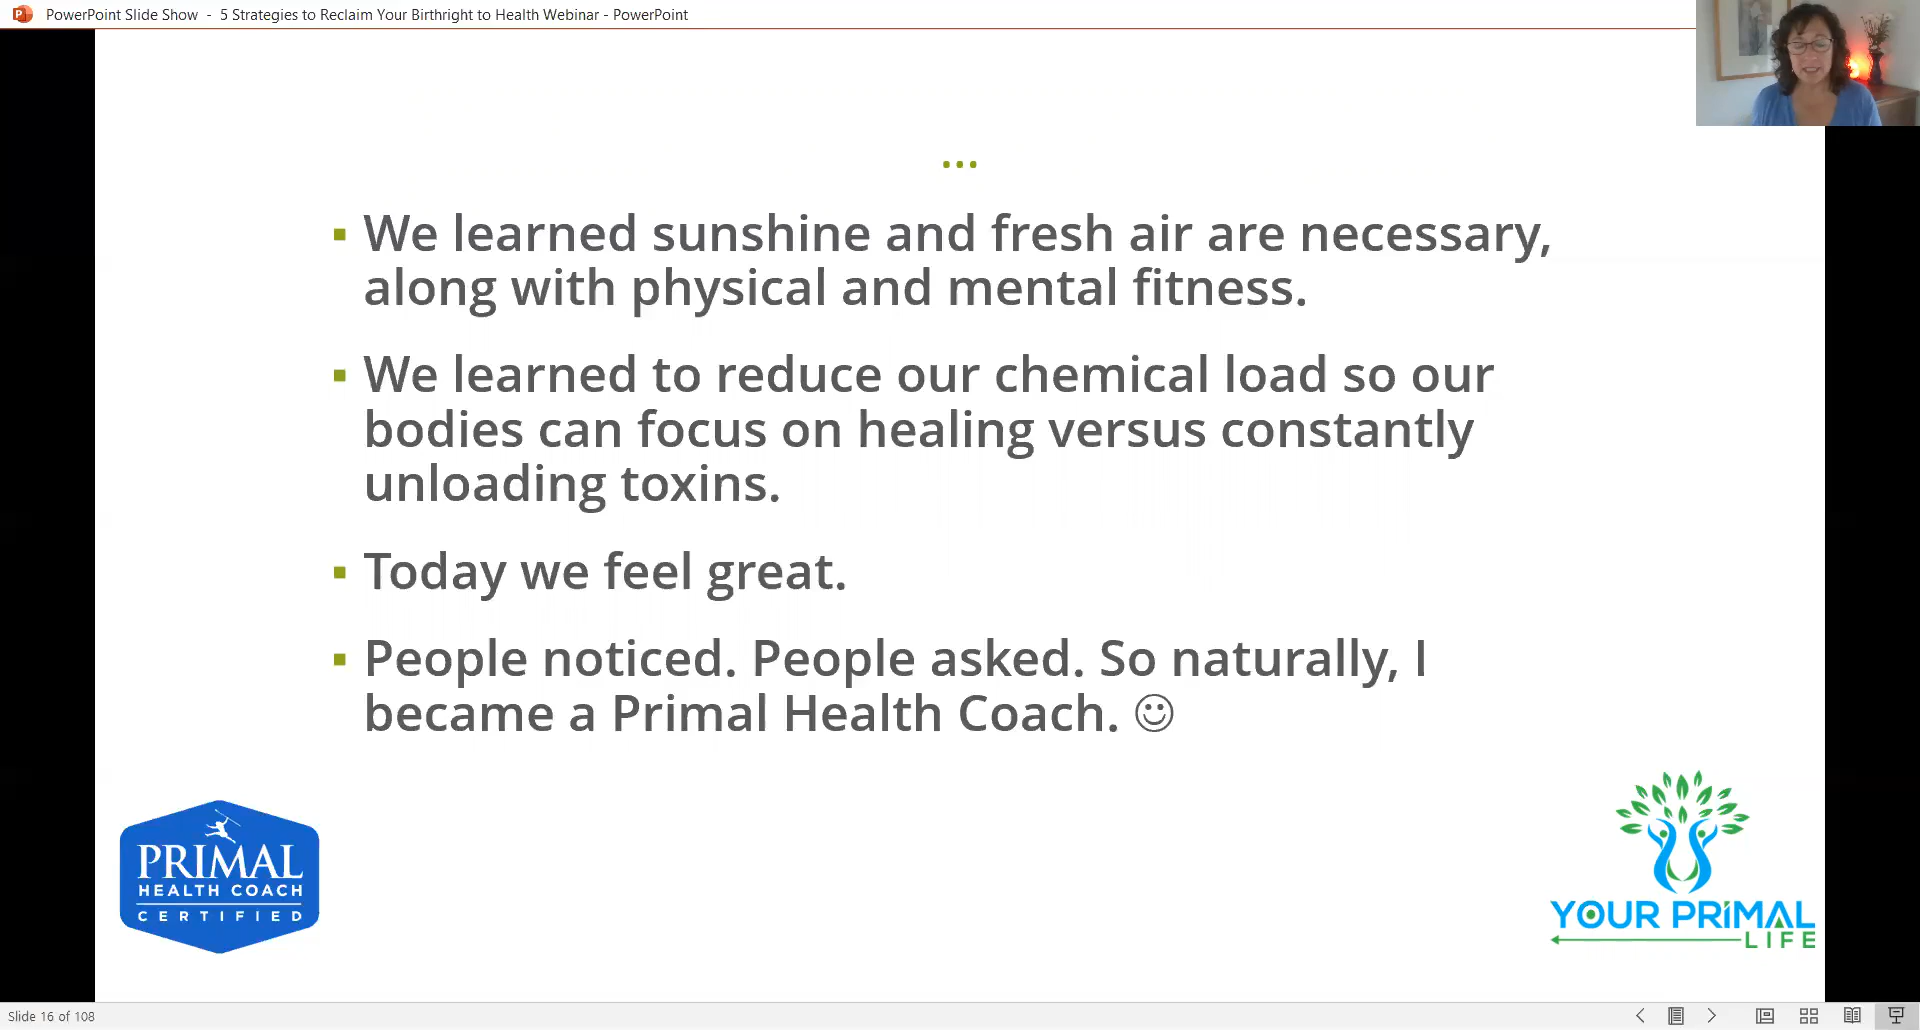 PowerPoint Slide Show - 5 Strategies to Reclaim Your Birthright to Health Webinar - PowerPoint
...
▪ We learned sunshine and fresh air are necessary,
along with physical and mental fitness.
▪ We learned to reduce our chemical load so our
bodies can focus on healing versus constantly
unloading toxins.
▪ Today we feel great.
▪ People noticed. People asked. So naturally, I
became a Primal Health Coach. ☺
PRIMAL
HEALTH COACH
CERTIFIED
YOUR PRIMAL
LIFE
Slide 16 of 108